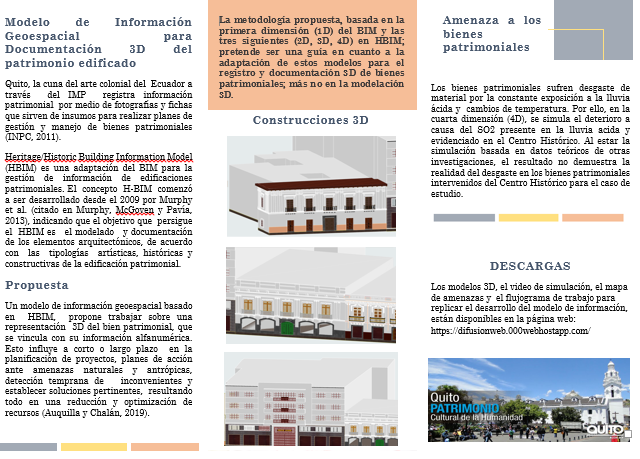 Modelo de Información
Geoespacial para
Documentación 3D del
patrimonio edificado
Quito, la cuna del arte colonial del Ecuador a
través del IMP registra información
patrimonial por medio de fotografías y fichas
que sirven de insumos para realizar planes de
gestión y manejo de bienes patrimoniales
(INPC, 2011).
Heritage/Historic Building Information Model
(HBIM) es una adaptación del BIM para la
gestión de información de edificaciones
patrimoniales. El concepto H-BIM comenzó
a ser desarrollado desde el 2009 por Murphy
et al. (citado en Murphy, McGovern y Pavia,
2013), indicando que el objetivo que persigue
el HBIM es el modelado y documentación
de los elementos arquitectónicos, de acuerdo
con las tipologías artísticas, históricas y
constructivas de la edificación patrimonial.
Propuesta
Un modelo de información geoespacial basado
en HBIM, propone trabajar sobre una
representación 3D del bien patrimonial, que
se vincula con su información alfanumérica.
Esto influye a corto o largo plazo en la
planificación de proyectos, planes de acción
ante amenazas naturales y antrópicas,
detección temprana de inconvenientes y
establecer soluciones pertinentes, resultando
todo en una reducción y optimización de
recursos (Auquilla y Chalán, 2019).
La metodología propuesta, basada en la
primera dimensión (1D) del BIM y las
tres siguientes (2D, 3D, 4D) en HBIM;
pretende ser una guía en cuanto a la
adaptación de estos modelos para el
registro y documentación 3D de bienes
patrimoniales; más no en la modelación
3D.
Construcciones 3D
Amenaza a los
bienes
patrimoniales
Los bienes patrimoniales sufren desgaste de
material por la constante exposición a la lluvia
ácida y cambios de temperatura. Por ello, en la
cuarta dimensión (4D), se simula el deterioro a
causa del SO2 presente en la lluvia acida y
evidenciado en el Centro Histórico. Al estar la
simulación basada en datos teóricos de otras
investigaciones, el resultado no demuestra la
realidad del desgaste en los bienes patrimoniales
intervenidos del Centro Histórico para el caso de
estudio.
DESCARGAS
Los modelos 3D, el video de simulación, el mapa
de amenazas y el flujograma de trabajo para
replicar el desarrollo del modelo de información,
están disponibles en la página web:
https://difusionweb.000webhostapp.com/
Quito
PATRIMONIO
Cultural de la Humanidad
QUITO